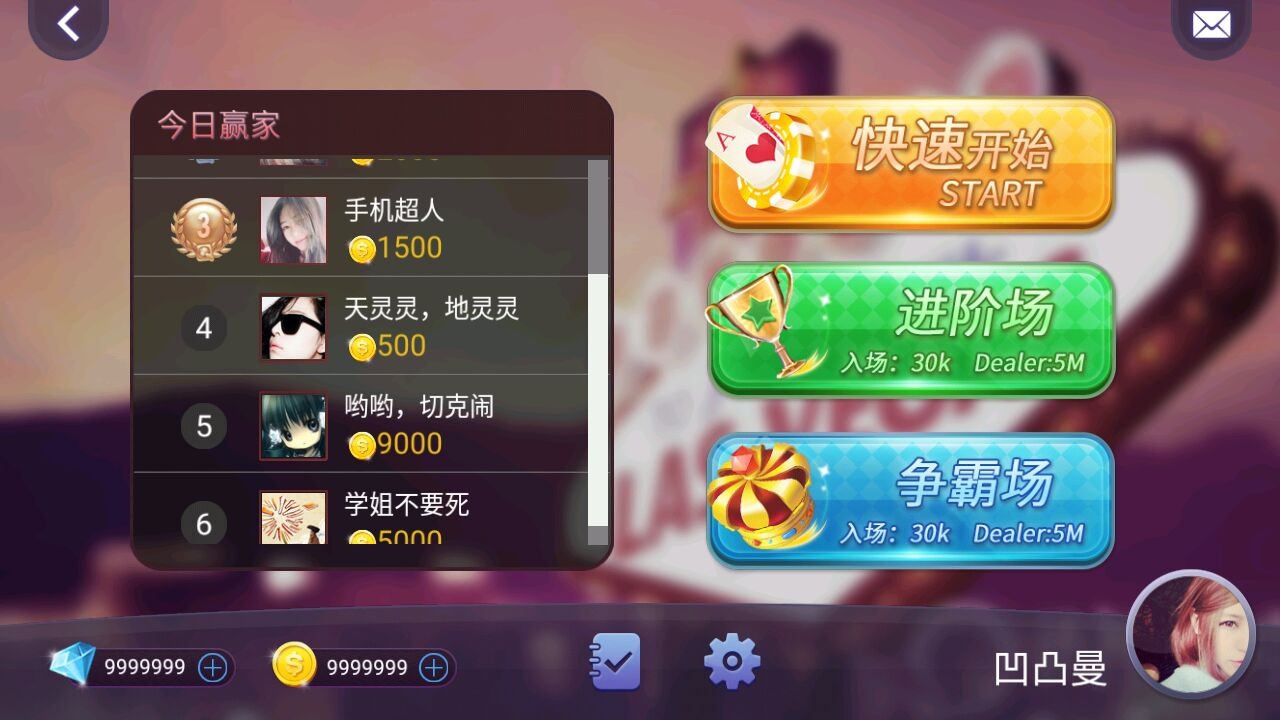 今日赢家
3
手机超人
1500
4
天灵灵，地灵灵
500
5
哟哟，切克闹
9000
6
学姐不要死
5000
A
快速开始
START
进阶场
入场：30k Dealer:5M
争霸场
入场：30k Dealer:5M
9999999
9999999
凹凸曼